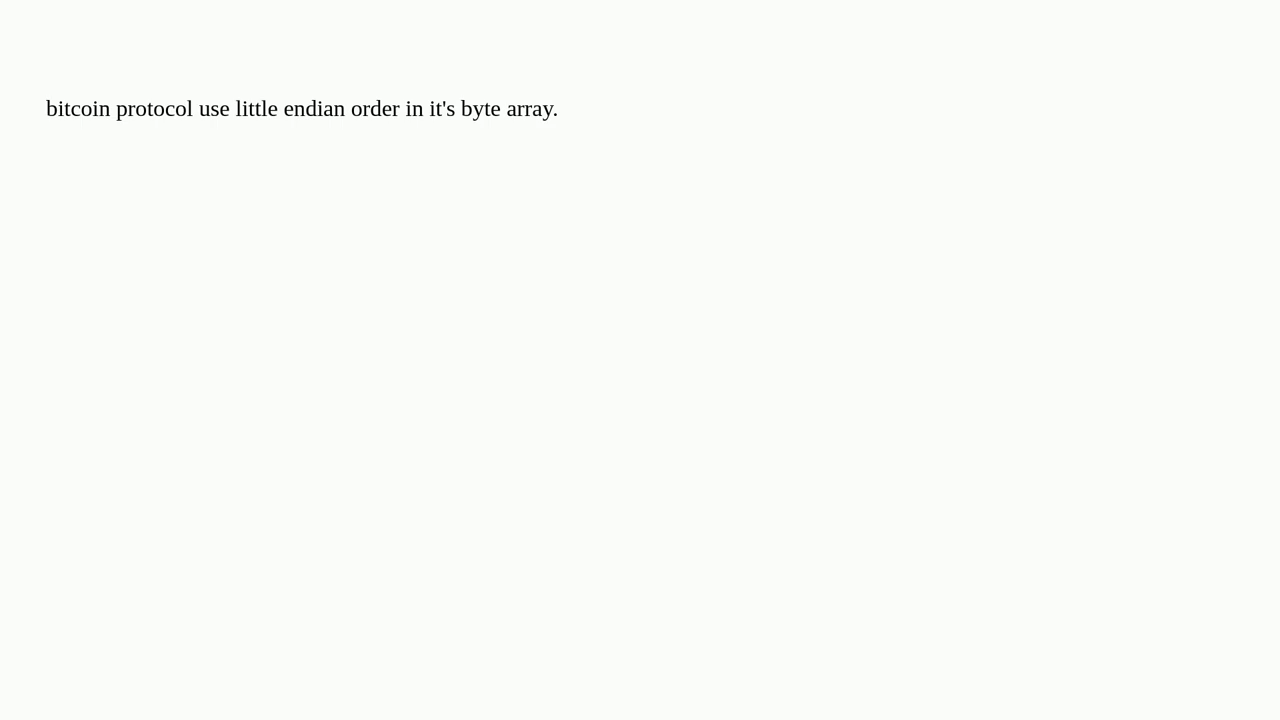 bitcoin protocol use little endian order in it's byte array.